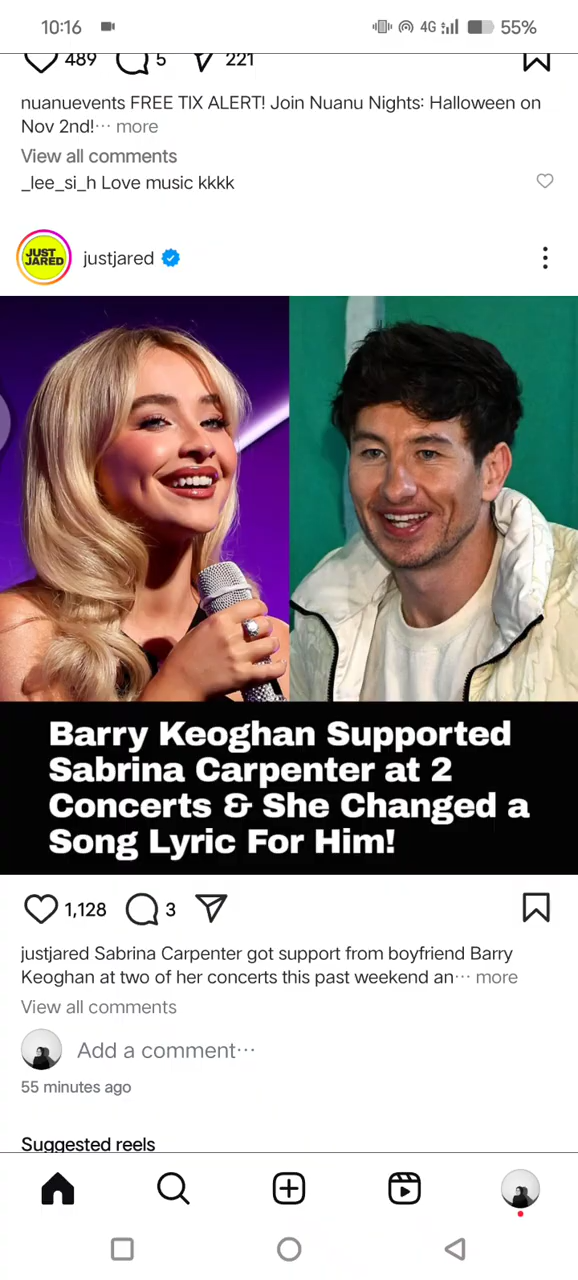 10:16 4G 55%
489 5 221
nuanuevents FREE TIX ALERT! Join Nuanu Nights: Halloween on
Nov 2nd!… more
View all comments
_lee_si_h Love music kkkk
JUST
JARED
justjared
Barry Keoghan Supported
Sabrina Carpenter at 2
Concerts & She Changed a
Song Lyric For Him!
1,128 3
justjared Sabrina Carpenter got support from boyfriend Barry
Keoghan at two of her concerts this past weekend an… more
View all comments
Add a comment…
55 minutes ago
Suggested reels